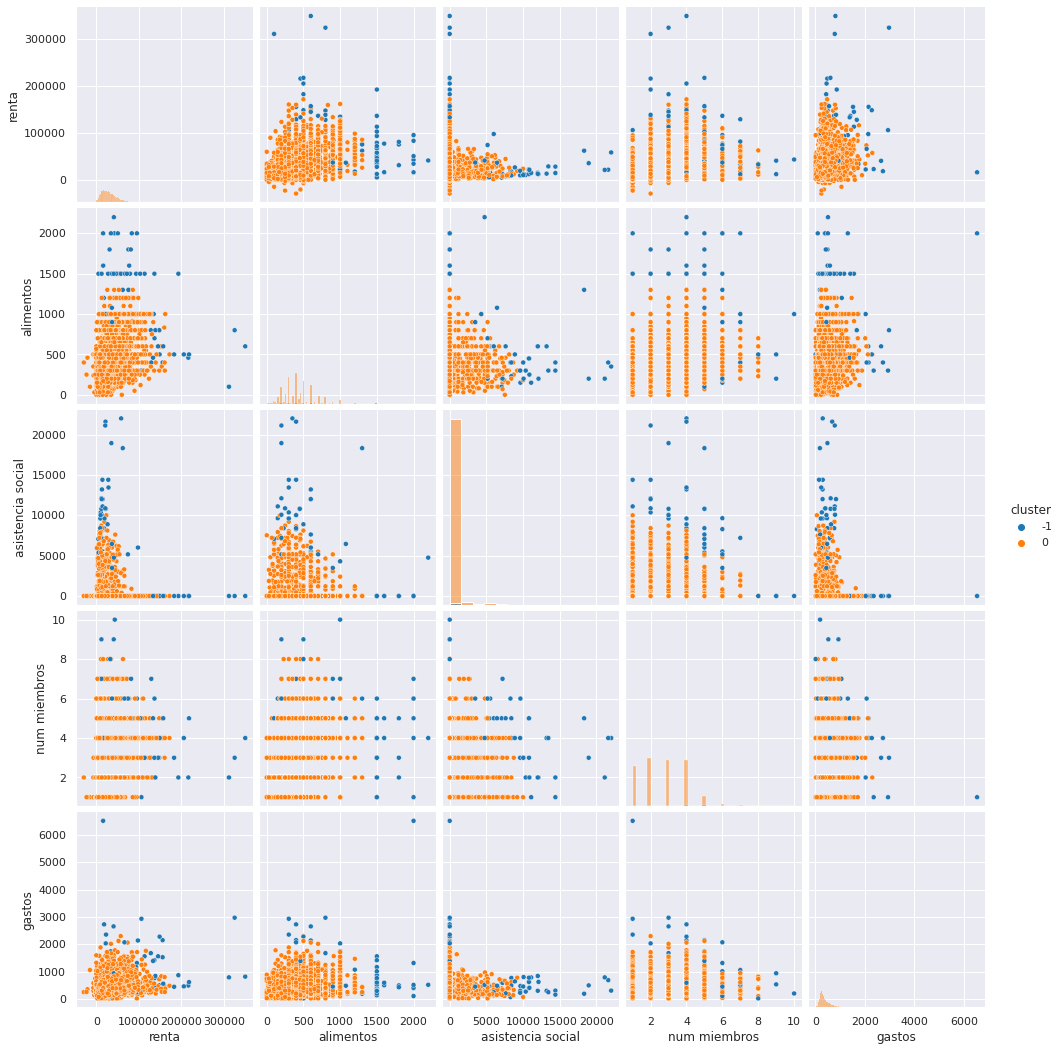 300000
200000
100000
0
renta
2000
1500
1000
500
0
alimentos
20000
15000
10000
5000
0
asistencia social
10
8
6
4
2
num miembros
6000
5000
4000
3000
2000
1000
0
gastos
0 100000 200000 300000
renta
0 500 1000 1500 2000
alimentos
0 5000 10000 15000 20000
asistencia social
2 4 6 8 10
num miembros
0 2000 4000 6000
gastos
cluster
-1
0